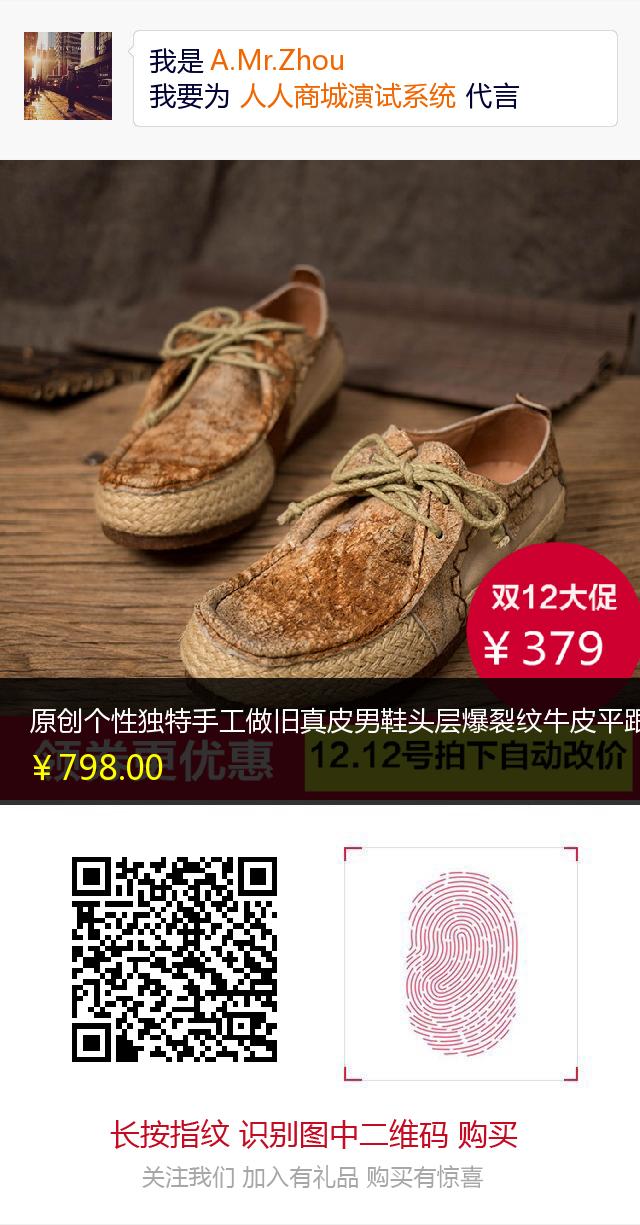 我是 A.Mr.Zhou
我要为 人人商城演试系统 代言
双12大促
¥379
原创个性独特手工做旧真皮男鞋头层爆裂纹牛皮平跟
领券更优惠
12.12号拍下自动改价
¥798.00
长按指纹 识别图中二维码 购买
关注我们 加入有礼品 购买有惊喜